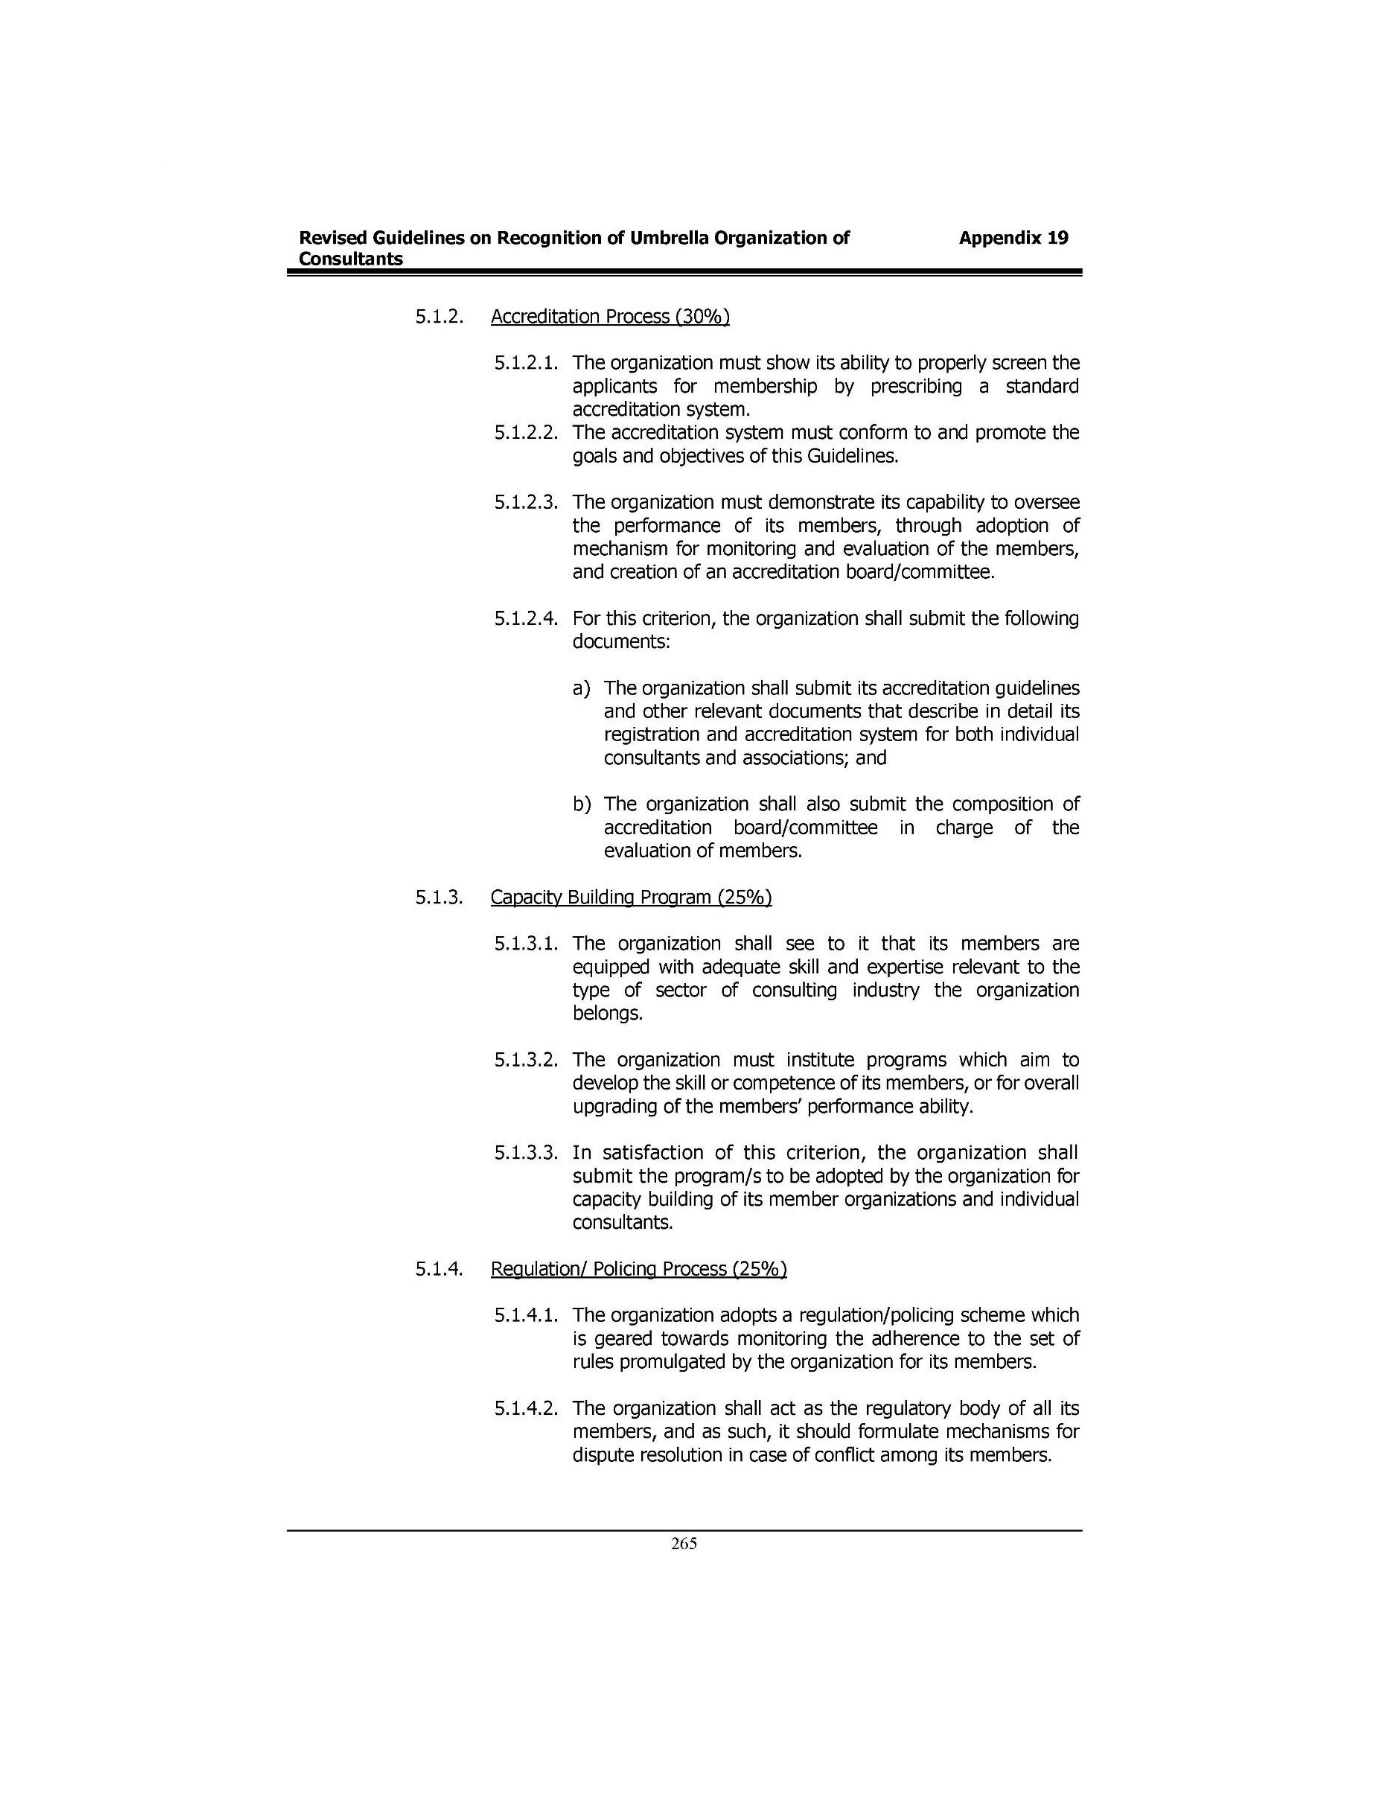 Revised Guidelines on Recognition of Umbrella Organization of Appendix 19
Consultants
5.1.2. Accreditation Process (30%)
5.1.2.1. The organization must show its ability to properly screen the
applicants for membership by prescribing a standard
accreditation system.
5.1.2.2. The accreditation system must conform to and promote the
goals and objectives of this Guidelines.
5.1.2.3. The organization must demonstrate its capability to oversee
the performance of its members, through adoption of
mechanism for monitoring and evaluation of the members,
and creation of an accreditation board/committee.
5.1.2.4. For this criterion, the organization shall submit the following
documents:
a) The organization shall submit its accreditation guidelines
and other relevant documents that describe in detail its
registration and accreditation system for both individual
consultants and associations; and
b) The organization shall also submit the composition of
accreditation board/committee in charge of the
evaluation of members.
5.1.3. Capacity Building Program (25%)
5.1.3.1. The organization shall see to it that its members are
equipped with adequate skill and expertise relevant to the
type of sector of consulting industry the organization
belongs.
5.1.3.2. The organization must institute programs which aim to
develop the skill or competence of its members, or for overall
upgrading of the members’ performance ability.
5.1.3.3. In satisfaction of this criterion, the organization shall
submit the program/s to be adopted by the organization for
capacity building of its member organizations and individual
consultants.
5.1.4. Regulation/ Policing Process (25%)
5.1.4.1. The organization adopts a regulation/policing scheme which
is geared towards monitoring the adherence to the set of
rules promulgated by the organization for its members.
5.1.4.2. The organization shall act as the regulatory body of all its
members, and as such, it should formulate mechanisms for
dispute resolution in case of conflict among its members.
265